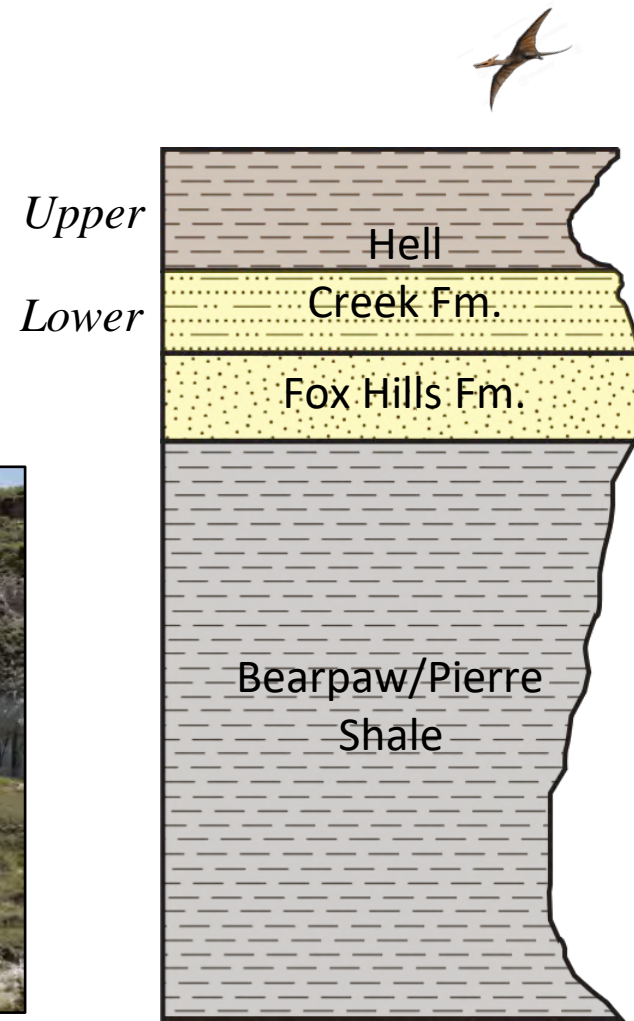 Upper
Hell
Lower
Creek Fm.
Fox Hills Fm.
Bearpaw/Pierre
Shale